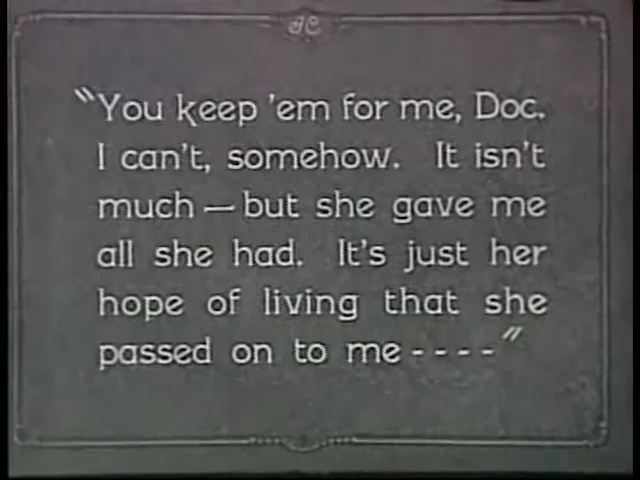 JC
“You keep 'em for me, Doc.
I can't, somehow. It isn't
much — but she gave me
all she had. It's just her
hope of living that she
passed on to me - - - -”